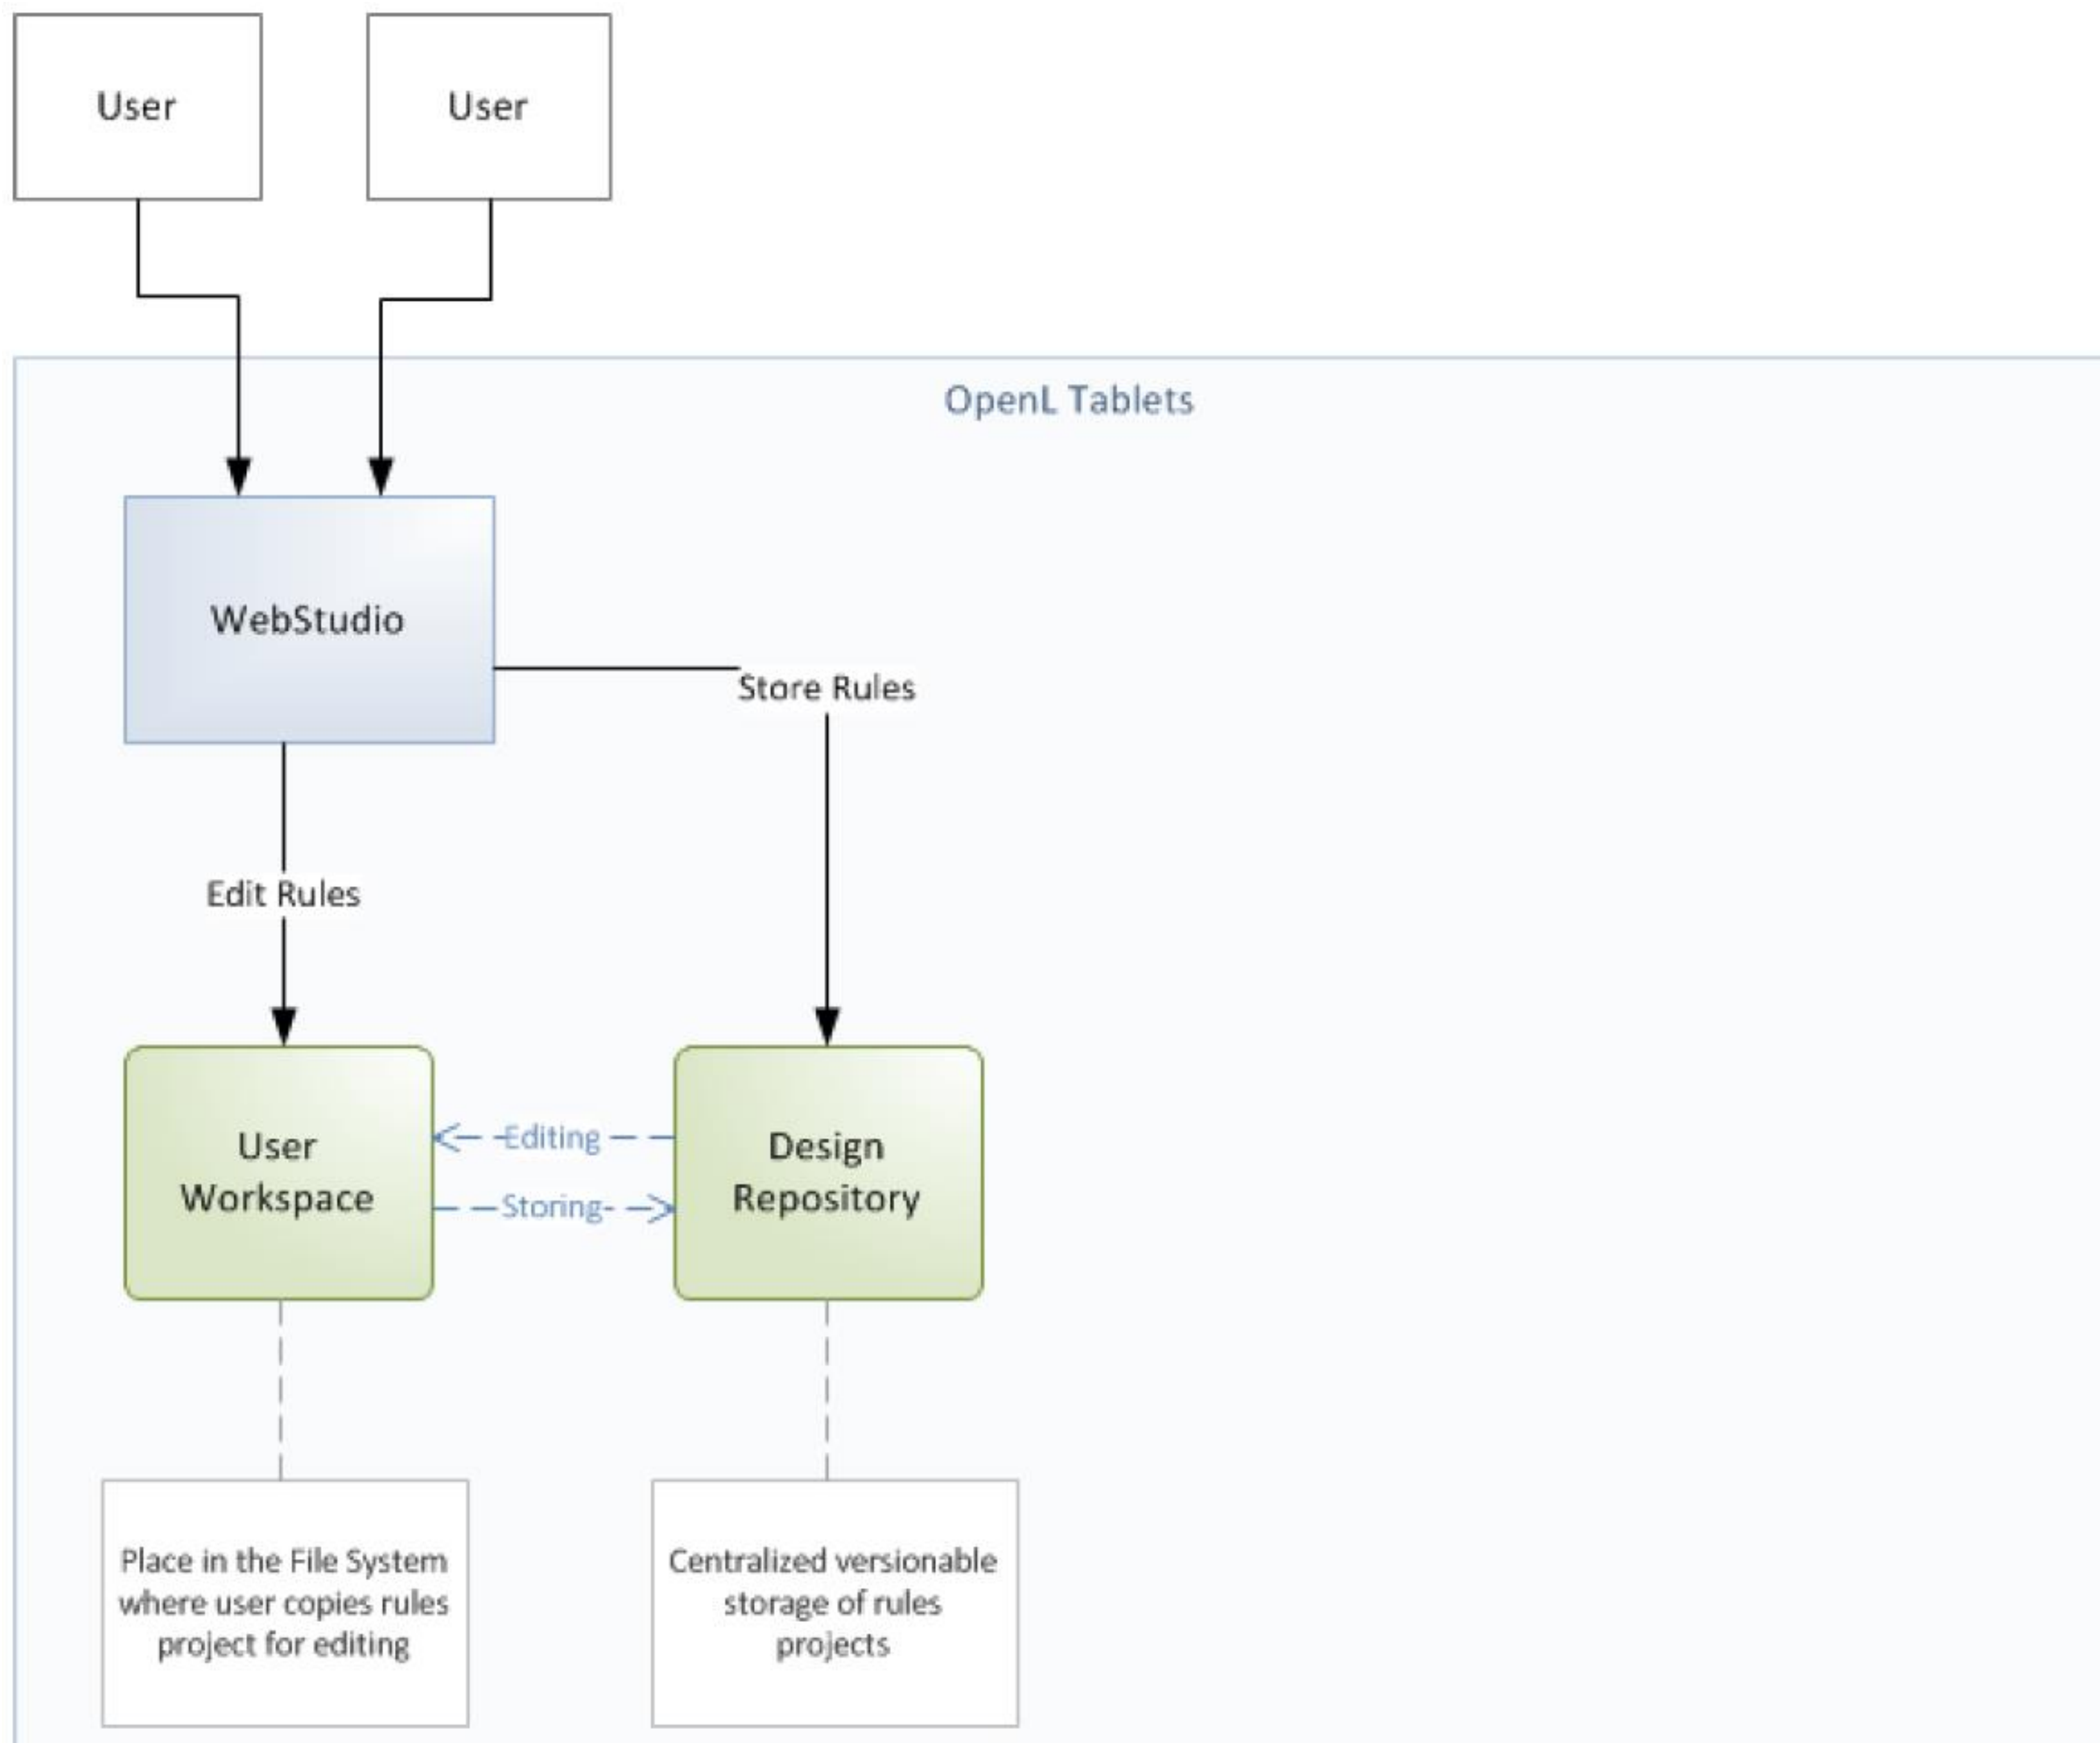 User
User
OpenL Tablets
WebStudio
Store Rules
Edit Rules
User
Workspace
Editing
Storing
Design
Repository
Place in the File System
where user copies rules
project for editing
Centralized versionable
storage of rules
projects